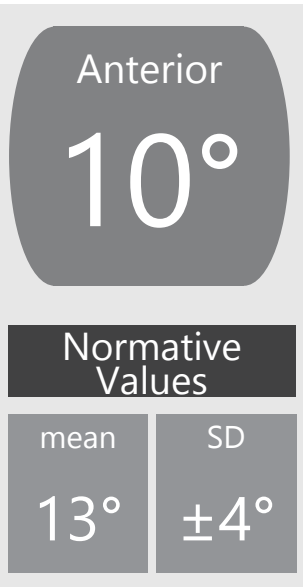 Anterior
10°
Normative
Values
mean SD
13° ±4°